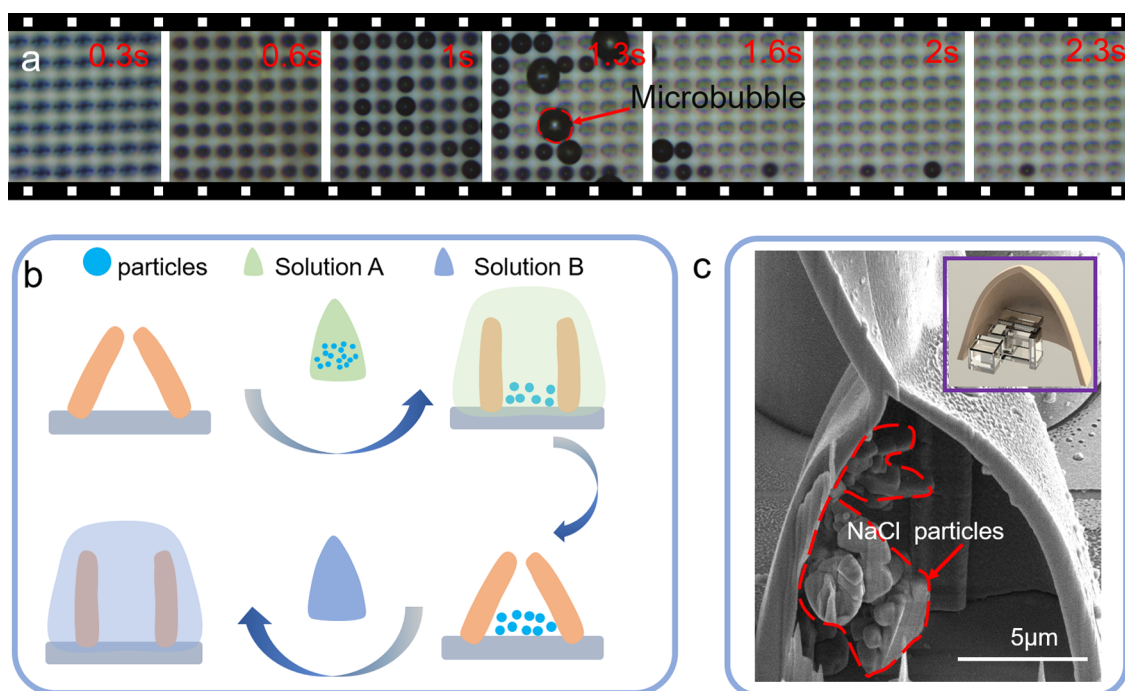 a
0.3s
0.6s
1s
1.3s
1.6s
2s
2.3s
Microbubble
b
particles
Solution A
Solution B
c
NaCl particles
5μm